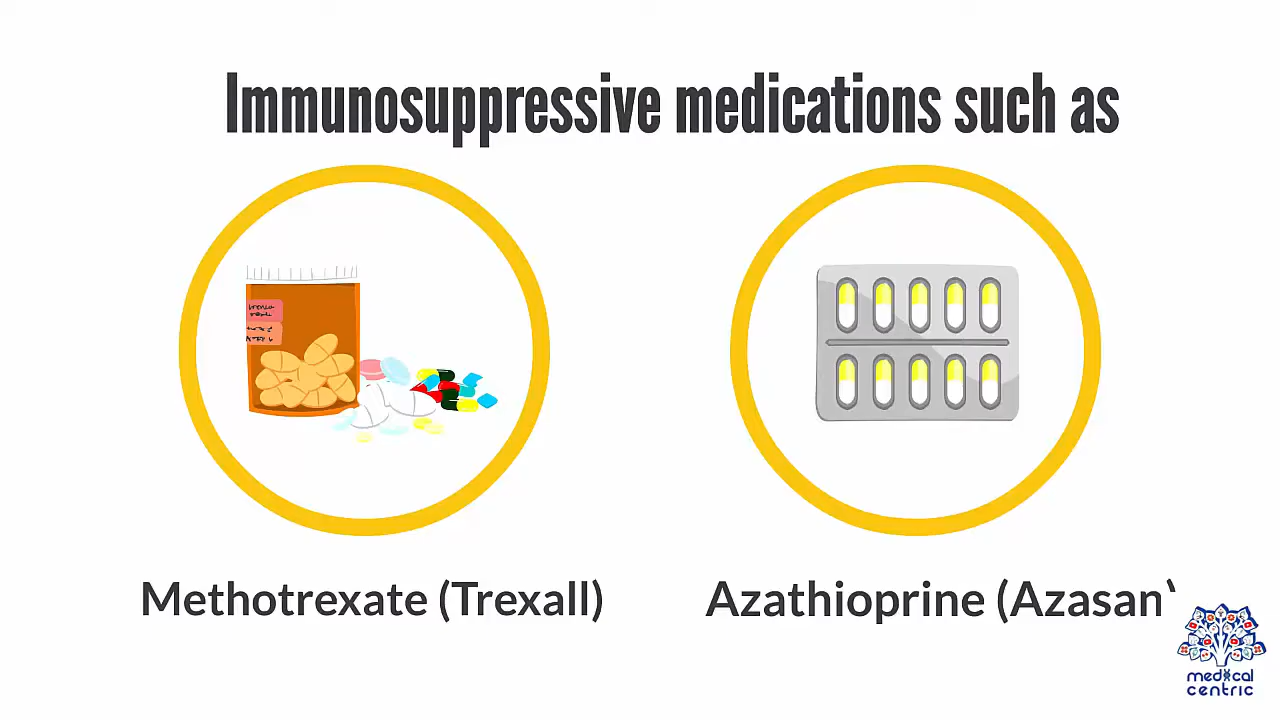 Immunosuppressive medications such as
Methotrexate (Trexall)
Azathioprine (Azasan
medical
centric